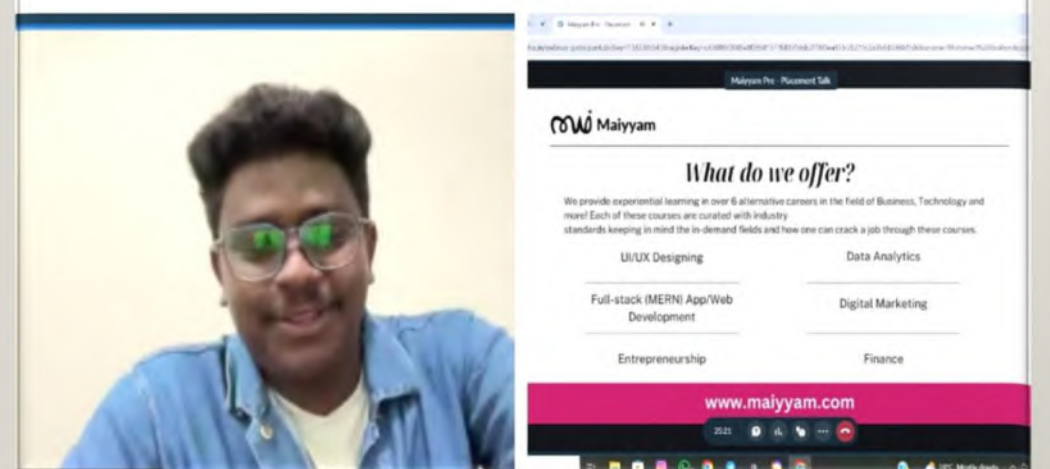 Maiyyam Pre - Placement Talk
Maiyyam
What do we offer?
We provide experiential learning in over 6 alternative careers in the field of Business, Technology and
more! Each of these courses are curated with industry
standards keeping in mind the in-demand fields and how one can crack a job through these courses.
UI/UX Designing
Data Analytics
Full-stack (MERN) App/Web
Development
Digital Marketing
Entrepreneurship
Finance
www.maiyyam.com